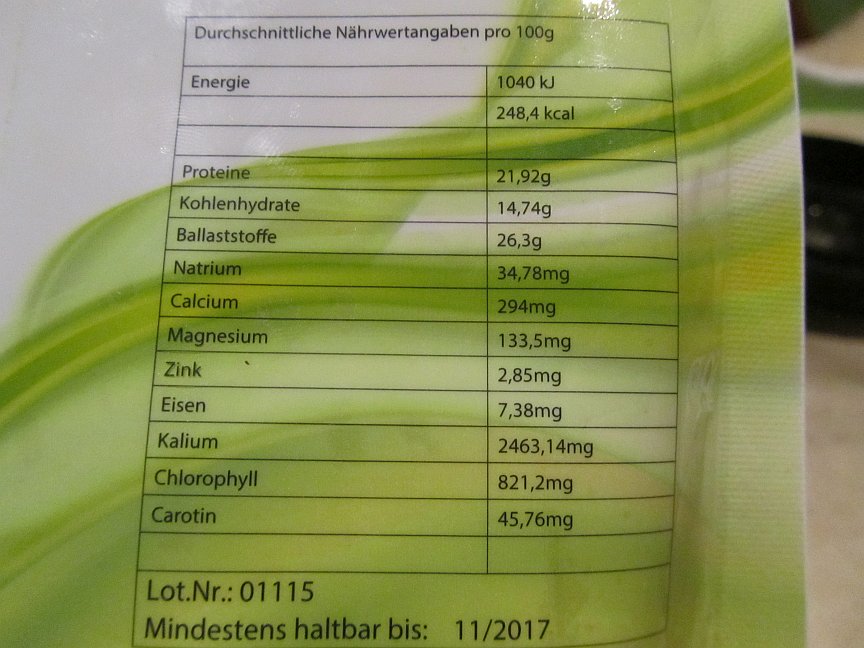 Durchschnittliche Nährwertangaben pro 100g
Energie 1040 kJ
248,4 kcal
Proteine 21,92g
Kohlenhydrate 14,74g
Ballaststoffe 26,3g
Natrium 34,78mg
Calcium 294mg
Magnesium 133,5mg
Zink 2,85mg
Eisen 7,38mg
Kalium 2463,14mg
Chlorophyll 821,2mg
Carotin 45,76mg
Lot.Nr.: 01115
Mindestens haltbar bis: 11/2017